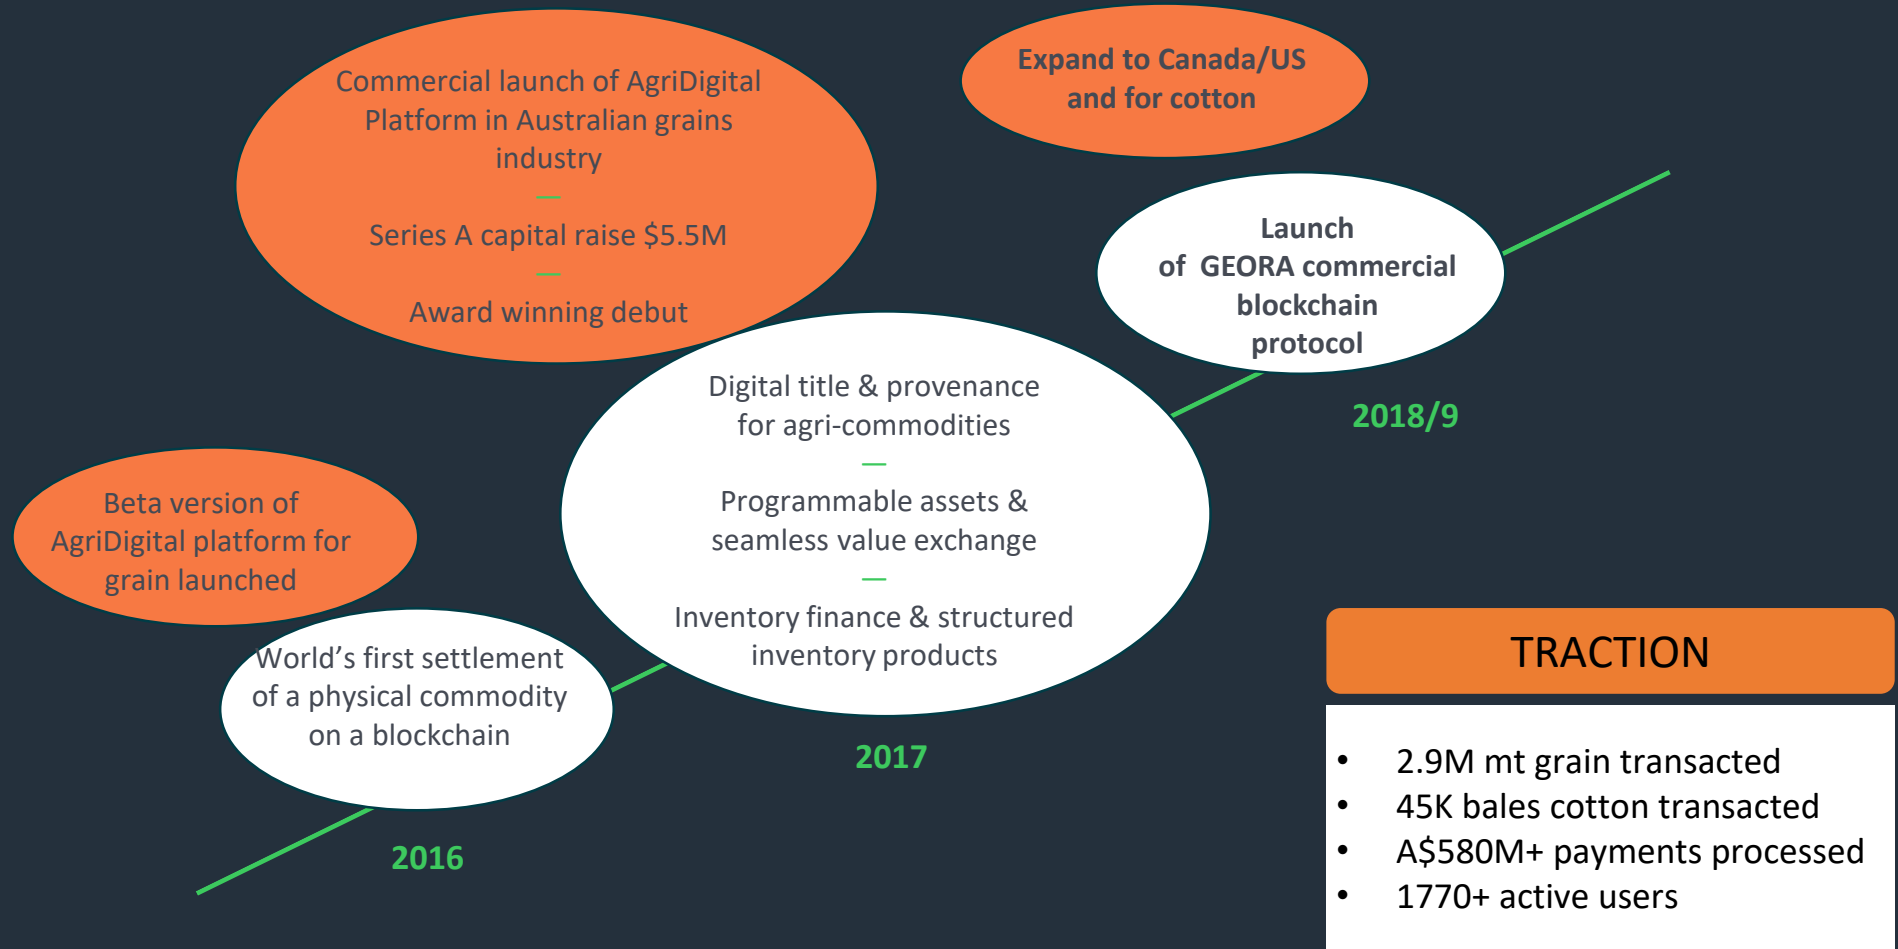 Commercial launch of AgriDigital
Platform in Australian grains
industry
—
Series A capital raise $5.5M
—
Award winning debut
Expand to Canada/US
and for cotton
Launch
of  GEORA commercial
blockchain
protocol
2018/9
Digital title & provenance
for agri-commodities
—
Programmable assets &
seamless value exchange
—
Inventory finance & structured
inventory products
2017
Beta version of
AgriDigital platform for
grain launched
World’s first settlement
of a physical commodity
on a blockchain
2016
TRACTION
• 2.9M mt grain transacted
• 45K bales cotton transacted
• A$580M+ payments processed
• 1770+ active users